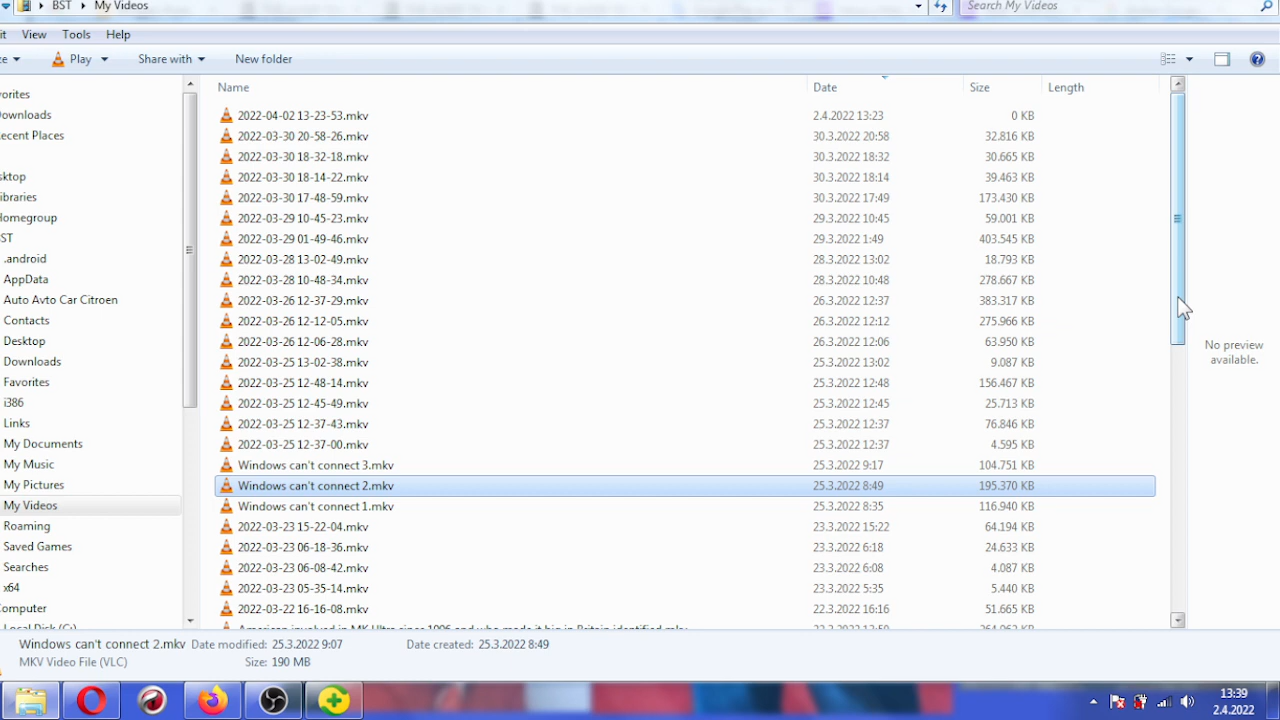 BST ▸ My Videos
Search My Videos
it View Tools Help
ze Play Share with New folder
Name Date Size Length
2022-04-02 13-23-53.mkv 2.4.2022 13:23 0 KB
2022-03-30 20-58-26.mkv 30.3.2022 20:58 32.816 KB
2022-03-30 18-32-18.mkv 30.3.2022 18:32 30.665 KB
2022-03-30 18-14-22.mkv 30.3.2022 18:14 39.463 KB
2022-03-30 17-48-59.mkv 30.3.2022 17:49 173.430 KB
2022-03-29 10-45-23.mkv 29.3.2022 10:45 59.001 KB
2022-03-29 01-49-46.mkv 29.3.2022 1:49 403.545 KB
2022-03-28 13-02-49.mkv 28.3.2022 13:02 18.793 KB
2022-03-28 10-48-34.mkv 28.3.2022 10:48 278.667 KB
2022-03-26 12-37-29.mkv 26.3.2022 12:37 383.317 KB
2022-03-26 12-12-05.mkv 26.3.2022 12:12 275.966 KB
2022-03-26 12-06-28.mkv 26.3.2022 12:06 63.950 KB
2022-03-25 13-02-38.mkv 25.3.2022 13:02 9.087 KB
2022-03-25 12-48-14.mkv 25.3.2022 12:48 156.467 KB
2022-03-25 12-45-49.mkv 25.3.2022 12:45 25.713 KB
2022-03-25 12-37-43.mkv 25.3.2022 12:37 76.846 KB
2022-03-25 12-37-00.mkv 25.3.2022 12:37 4.595 KB
Windows can't connect 3.mkv 25.3.2022 9:17 104.751 KB
Windows can't connect 2.mkv 25.3.2022 8:49 195.370 KB
Windows can't connect 1.mkv 25.3.2022 8:35 116.940 KB
2022-03-23 15-22-04.mkv 23.3.2022 15:22 64.194 KB
2022-03-23 06-18-36.mkv 23.3.2022 6:18 24.633 KB
2022-03-23 06-08-42.mkv 23.3.2022 6:08 4.087 KB
2022-03-23 05-35-14.mkv 23.3.2022 5:35 5.440 KB
2022-03-22 16-16-08.mkv 22.3.2022 16:16 51.665 KB
American involved in MK Ultra since 1996 and who made it big in Britain identified.mkv
vorites
ownloads
ecent Places
sktop
ibraries
Homegroup
ST
.android
AppData
Auto Avto Car Citroen
Contacts
Desktop
Downloads
Favorites
i386
Links
My Documents
My Music
My Pictures
My Videos
Roaming
Saved Games
Searches
x64
Computer
Local Disk (C:)
No preview
available.
Windows can't connect 2.mkv Date modified: 25.3.2022 9:07 Date created: 25.3.2022 8:49
MKV Video File (VLC) Size: 190 MB
13:39
2.4.2022